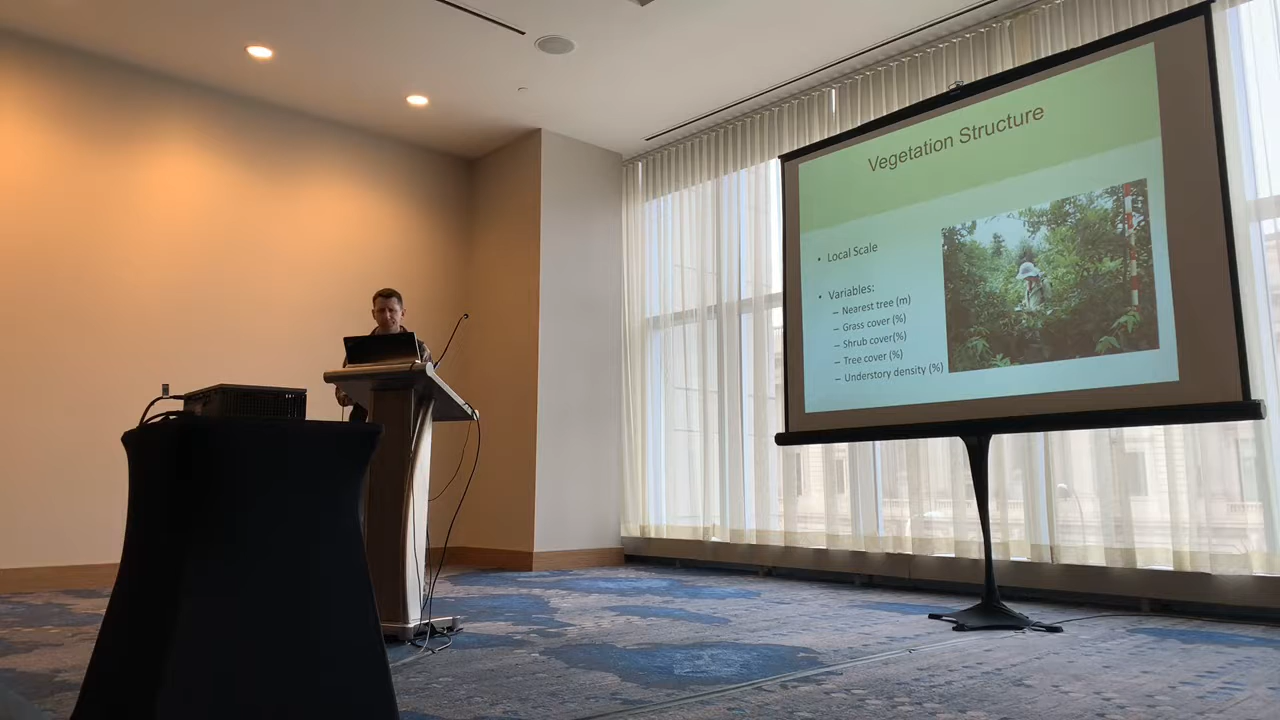 Vegetation Structure
• Local Scale
• Variables:
– Nearest tree (m)
– Grass cover (%)
– Shrub cover(%)
– Tree cover (%)
– Understory density (%)